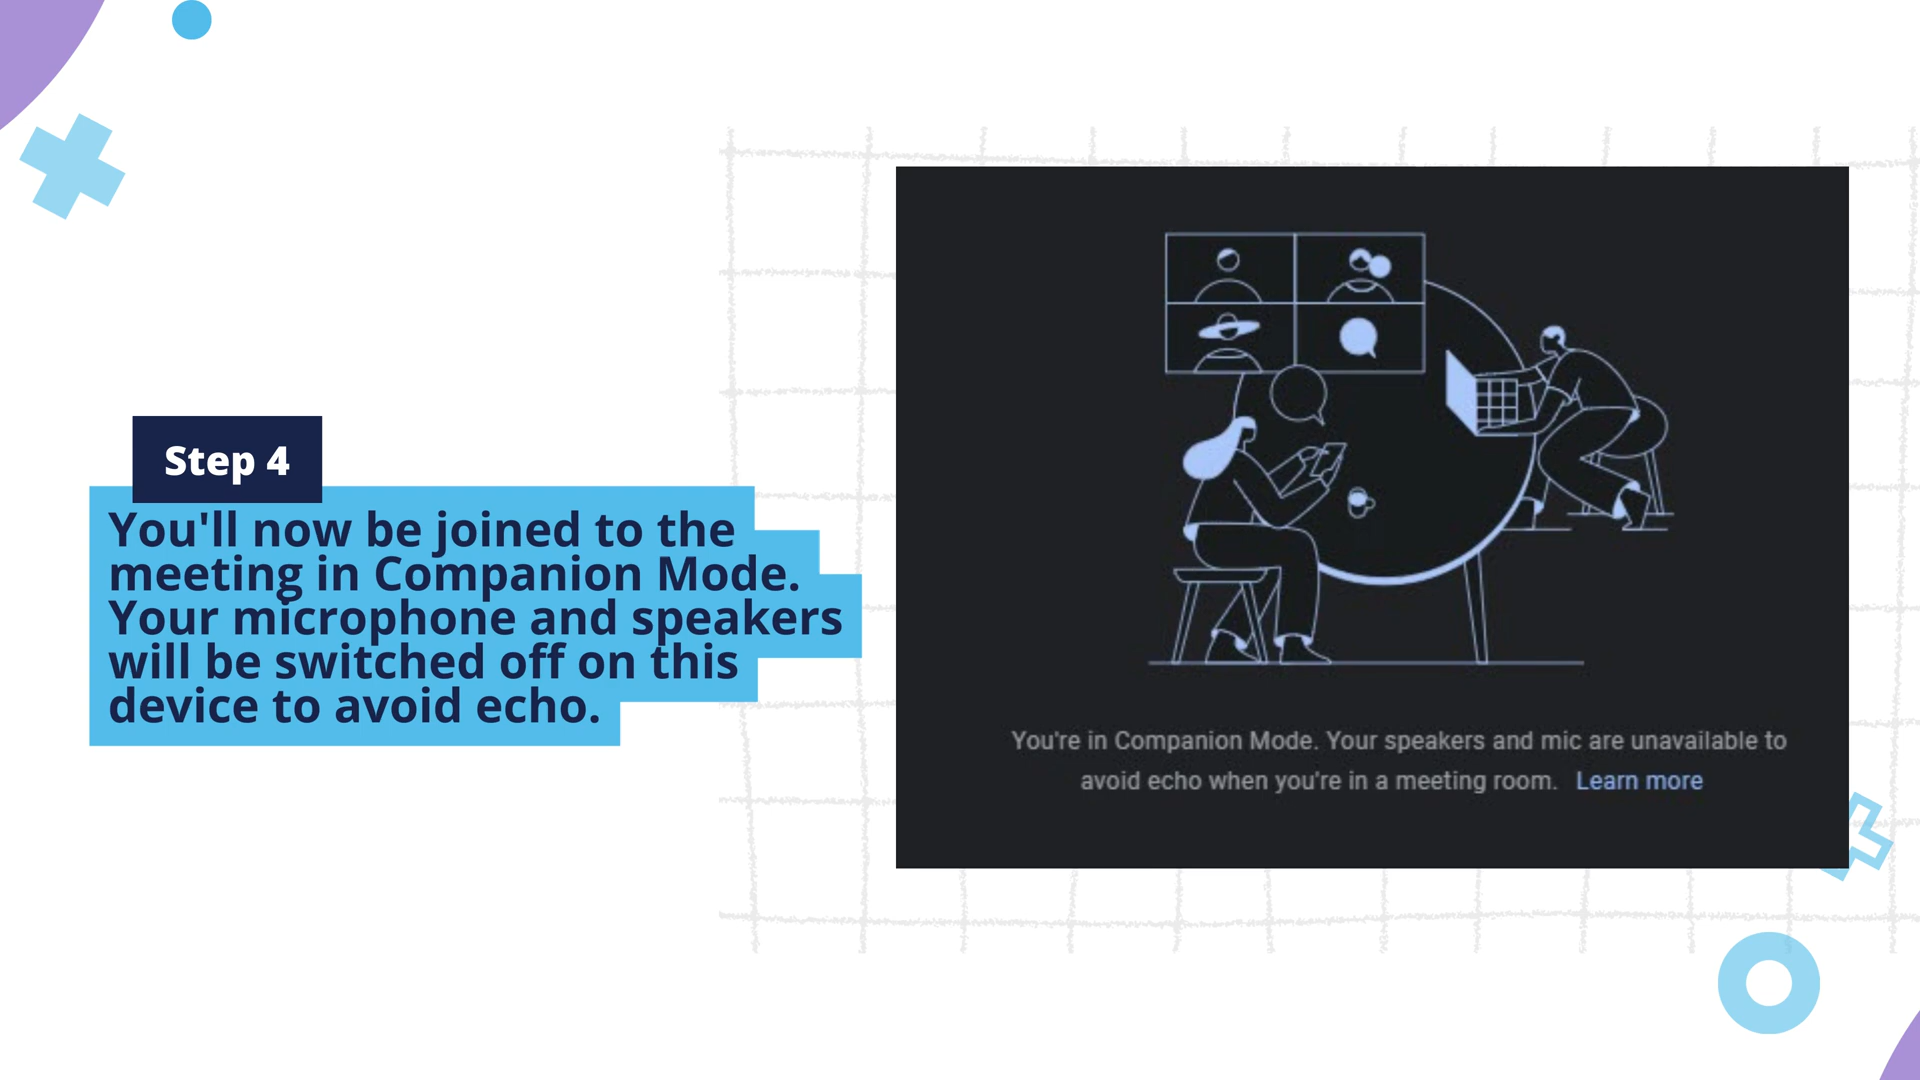 Step 4
You'll now be joined to the
meeting in Companion Mode.
Your microphone and speakers
will be switched off on this
device to avoid echo.
You're in Companion Mode. Your speakers and mic are unavailable to
avoid echo when you're in a meeting room. Learn more